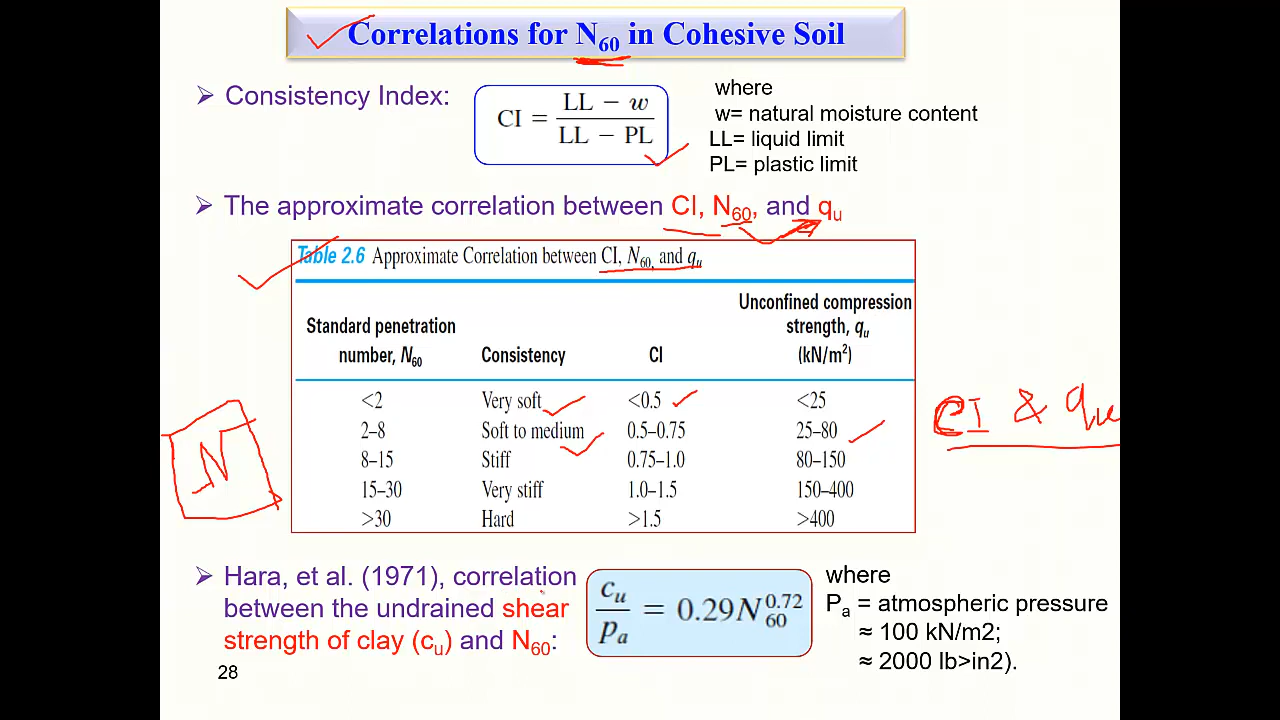 Correlations for N60 in Cohesive Soil
➢ Consistency Index:
CI = (LL − w) / (LL − PL)
where
w= natural moisture content
LL= liquid limit
PL= plastic limit
➢ The approximate correlation between CI, N60, and qu
Table 2.6 Approximate Correlation between CI, N60, and qu
Standard penetration number, N60 Consistency CI Unconfined compression strength, qu (kN/m²)
<2 Very soft <0.5 <25
2–8 Soft to medium 0.5–0.75 25–80
8–15 Stiff 0.75–1.0 80–150
15–30 Very stiff 1.0–1.5 150–400
>30 Hard >1.5 >400
N
CI & qu
➢ Hara, et al. (1971), correlation
between the undrained shear
strength of clay (cu) and N60:
cu/pa = 0.29N60^0.72
where
Pa = atmospheric pressure
≈ 100 kN/m2;
≈ 2000 lb>in2).
28